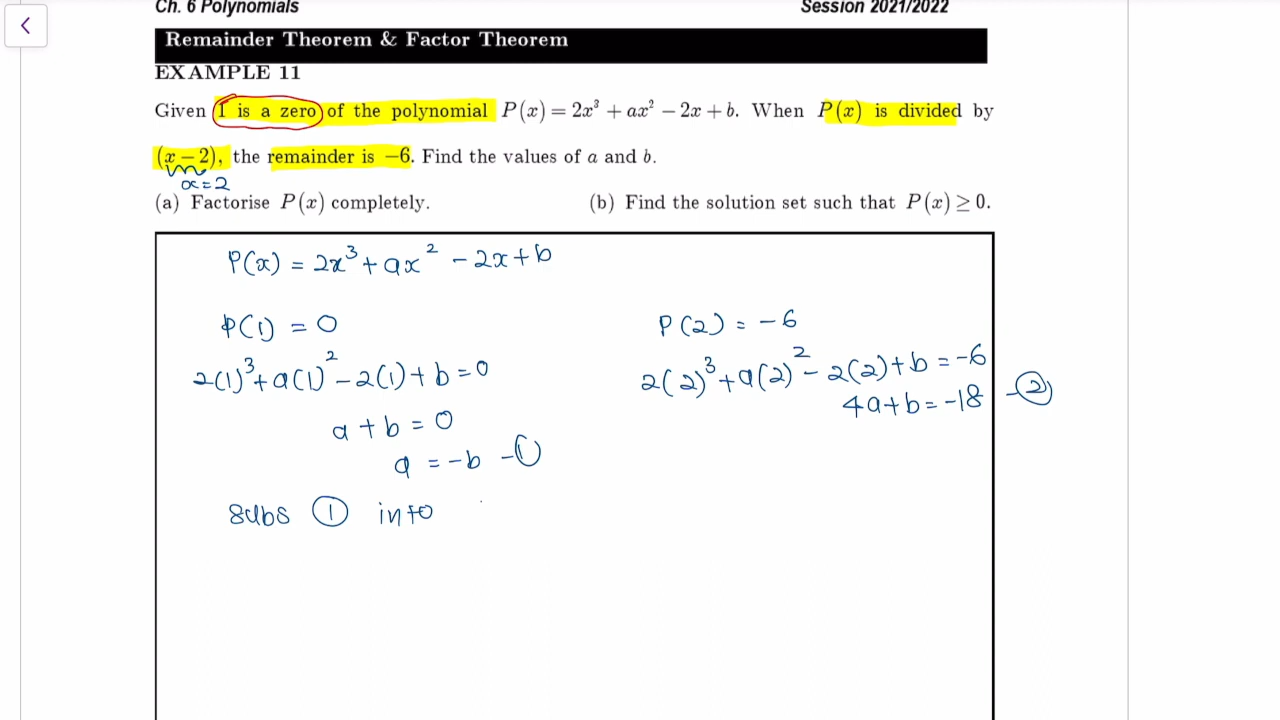 Ch. 6 Polynomials Session 2021/2022
Remainder Theorem & Factor Theorem
EXAMPLE 11
Given 1 is a zero of the polynomial P(x) = 2x³ + ax² − 2x + b. When P(x) is divided by
(x − 2), the remainder is −6. Find the values of a and b.
x = 2
(a) Factorise P(x) completely. (b) Find the solution set such that P(x) ≥ 0.
P(x) = 2x³ + ax² − 2x + b
P(1) = 0 P(2) = −6
2(1)³ + a(1)² − 2(1) + b = 0 2(2)³ + a(2)² − 2(2) + b = −6
a + b = 0 4a + b = −18 — ②
a = −b — ①
subs ① into